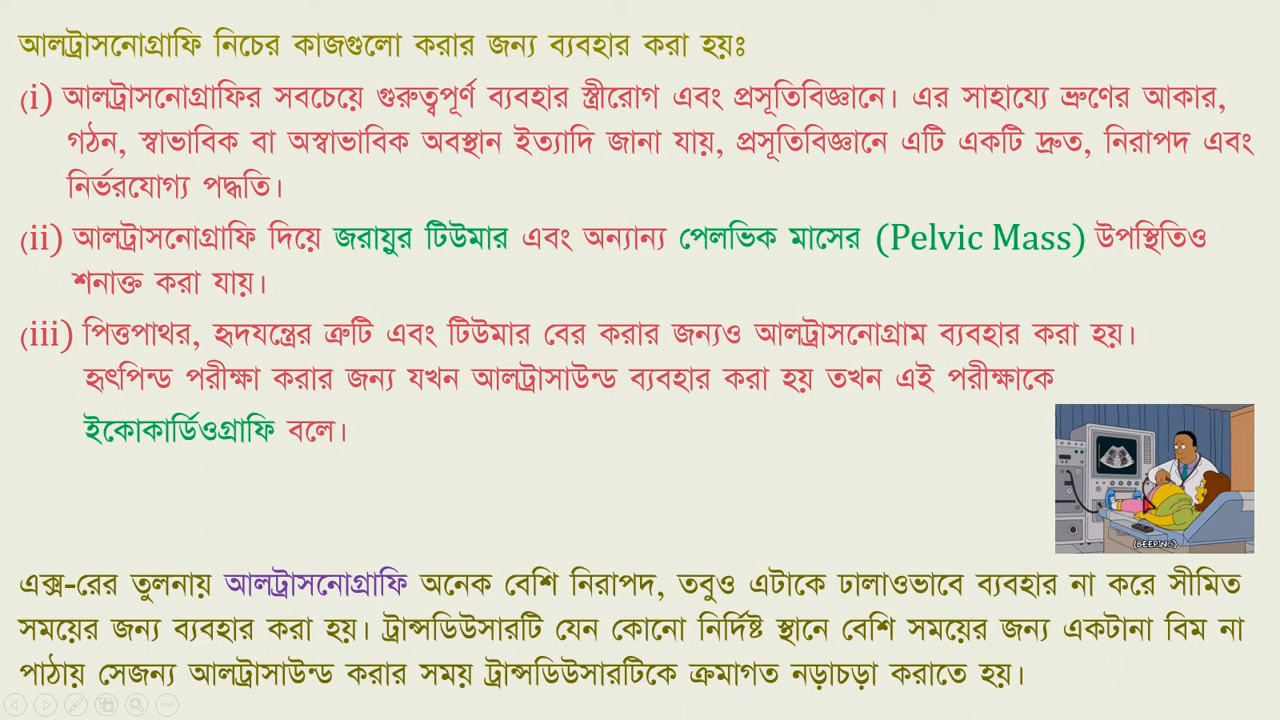 আলট্রাসনোগ্রাফি নিচের কাজগুলো করার জন্য ব্যবহার করা হয়ঃ
(i) আলট্রাসনোগ্রাফির সবচেয়ে গুরুত্বপূর্ণ ব্যবহার স্ত্রীরোগ এবং প্রসূতিবিজ্ঞানে। এর সাহায্যে ভ্রুণের আকার,
গঠন, স্বাভাবিক বা অস্বাভাবিক অবস্থান ইত্যাদি জানা যায়, প্রসূতিবিজ্ঞানে এটি একটি দ্রুত, নিরাপদ এবং
নির্ভরযোগ্য পদ্ধতি।
(ii) আলট্রাসনোগ্রাফি দিয়ে জরায়ুর টিউমার এবং অন্যান্য পেলভিক মাসের (Pelvic Mass) উপস্থিতিও
শনাক্ত করা যায়।
(iii) পিত্তপাথর, হৃদযন্ত্রের ত্রুটি এবং টিউমার বের করার জন্যও আলট্রাসনোগ্রাম ব্যবহার করা হয়।
হৃৎপিন্ড পরীক্ষা করার জন্য যখন আলট্রাসাউন্ড ব্যবহার করা হয় তখন এই পরীক্ষাকে
ইকোকার্ডিওগ্রাফি বলে।
(BEEPING)
এক্স-রের তুলনায় আলট্রাসনোগ্রাফি অনেক বেশি নিরাপদ, তবুও এটাকে ঢালাওভাবে ব্যবহার না করে সীমিত
সময়ের জন্য ব্যবহার করা হয়। ট্রান্সডিউসারটি যেন কোনো নির্দিষ্ট স্থানে বেশি সময়ের জন্য একটানা বিম না
পাঠায় সেজন্য আলট্রাসাউন্ড করার সময় ট্রান্সডিউসারটিকে ক্রমাগত নড়াচড়া করাতে হয়।